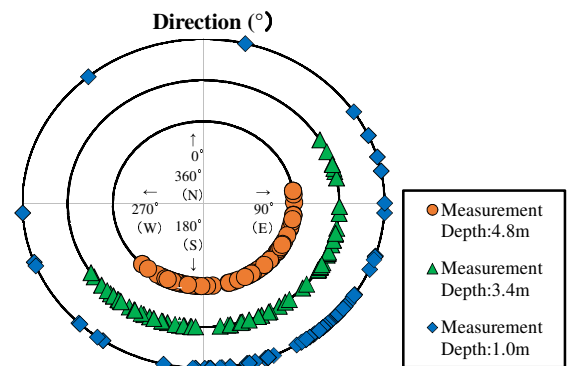 Direction (°)
↑
0°
360°
(N)
← →
270° 90°
(W) 180° (E)
(S)
↓
Measurement
Depth:4.8m
Measurement
Depth:3.4m
Measurement
Depth:1.0m